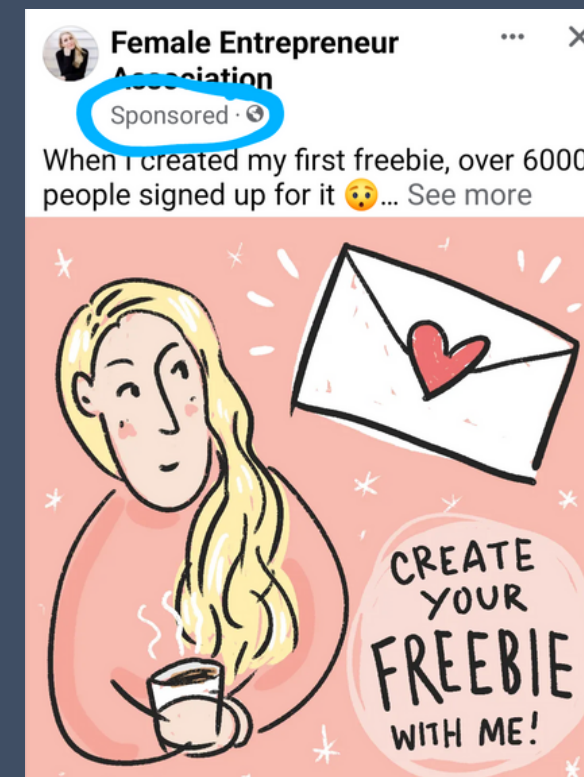 Female Entrepreneur
Association
Sponsored ·
When I created my first freebie, over 6000
people signed up for it 😯... See more
CREATE
YOUR
FREEBIE
WITH ME!